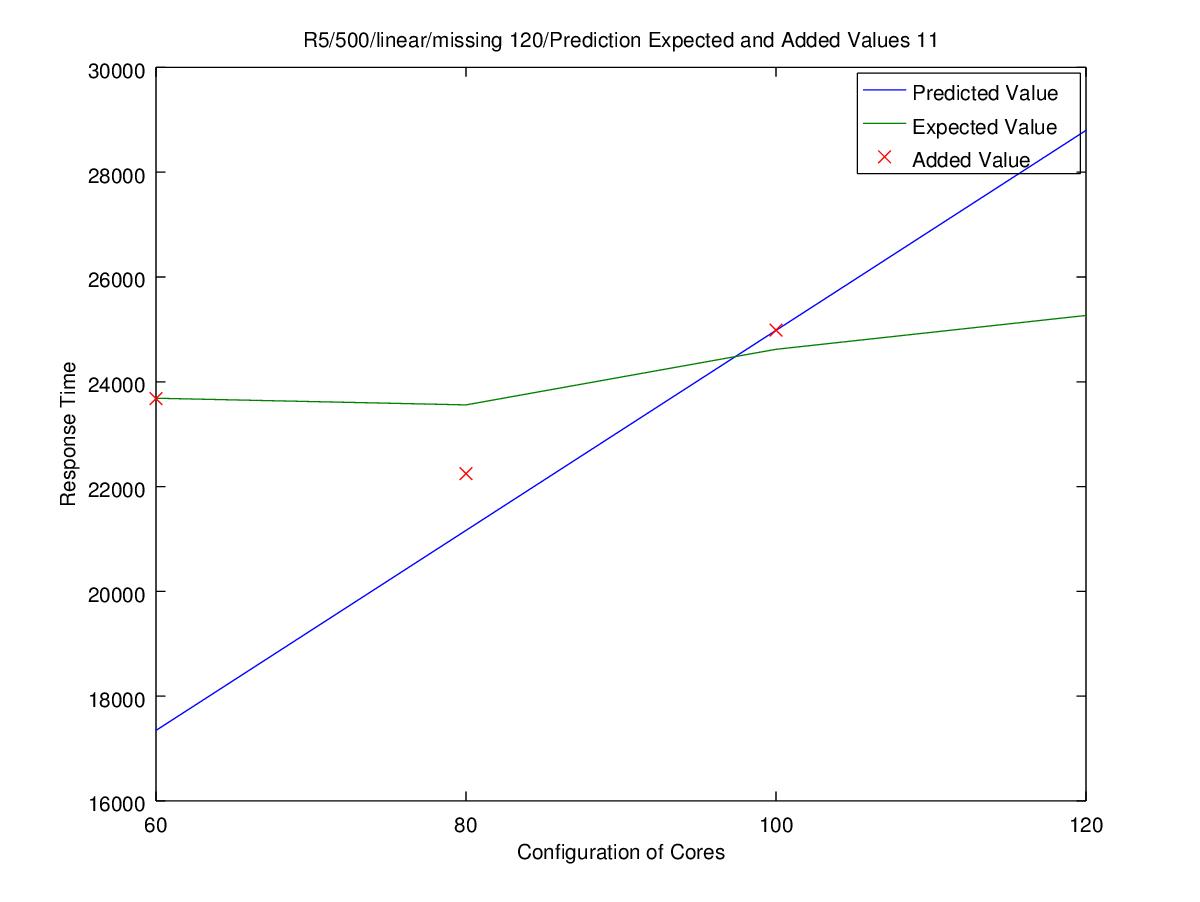 R5/500/linear/missing 120/Prediction Expected and Added Values 11
30000
28000
26000
24000
22000
20000
18000
16000
Response Time
Predicted Value
Expected Value
Added Value
60 80 100 120
Configuration of Cores